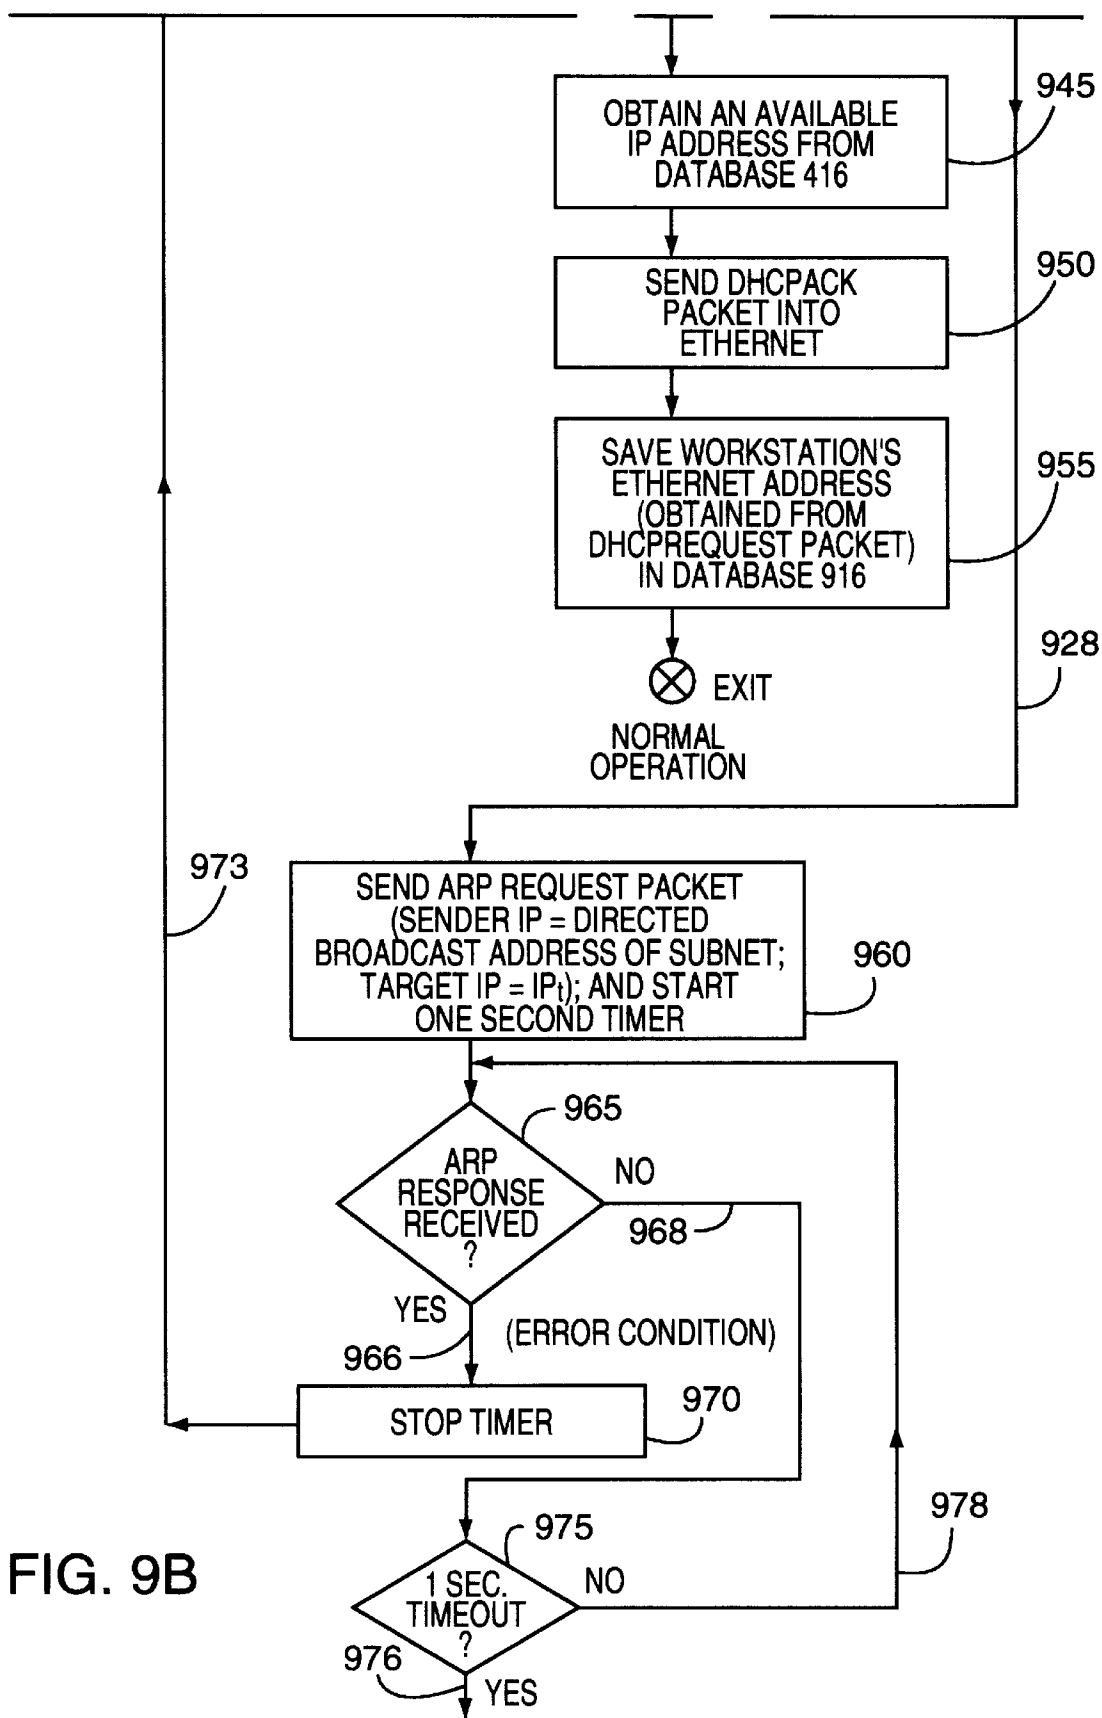 OBTAIN AN AVAILABLE
IP ADDRESS FROM
DATABASE 416
945
SEND DHCPACK
PACKET INTO
ETHERNET
950
SAVE WORKSTATION'S
ETHERNET ADDRESS
(OBTAINED FROM
DHCPREQUEST PACKET)
IN DATABASE 916
955
928
EXIT
NORMAL
OPERATION
973
SEND ARP REQUEST PACKET
(SENDER IP = DIRECTED
BROADCAST ADDRESS OF SUBNET;
TARGET IP = IPt); AND START
ONE SECOND TIMER
960
965
ARP
RESPONSE
RECEIVED
?
NO
968
YES
966
(ERROR CONDITION)
STOP TIMER
970
975
978
1 SEC.
TIMEOUT
?
NO
976
YES
FIG. 9B